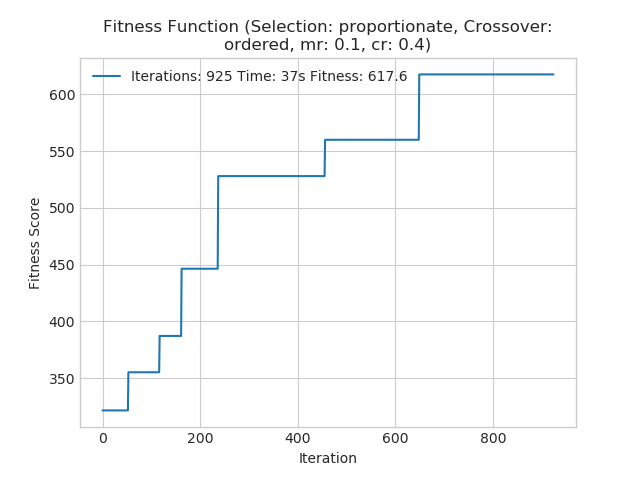 Fitness Function (Selection: proportionate, Crossover:
ordered, mr: 0.1, cr: 0.4)
Iterations: 925 Time: 37s Fitness: 617.6
600
550
500
450
400
350
Fitness Score
0 200 400 600 800
Iteration